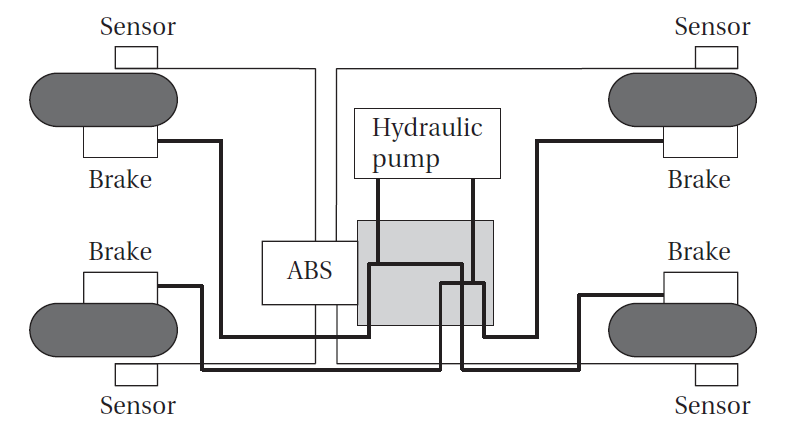 Sensor
Sensor
Hydraulic
pump
Brake
Brake
Brake
Brake
ABS
Sensor
Sensor